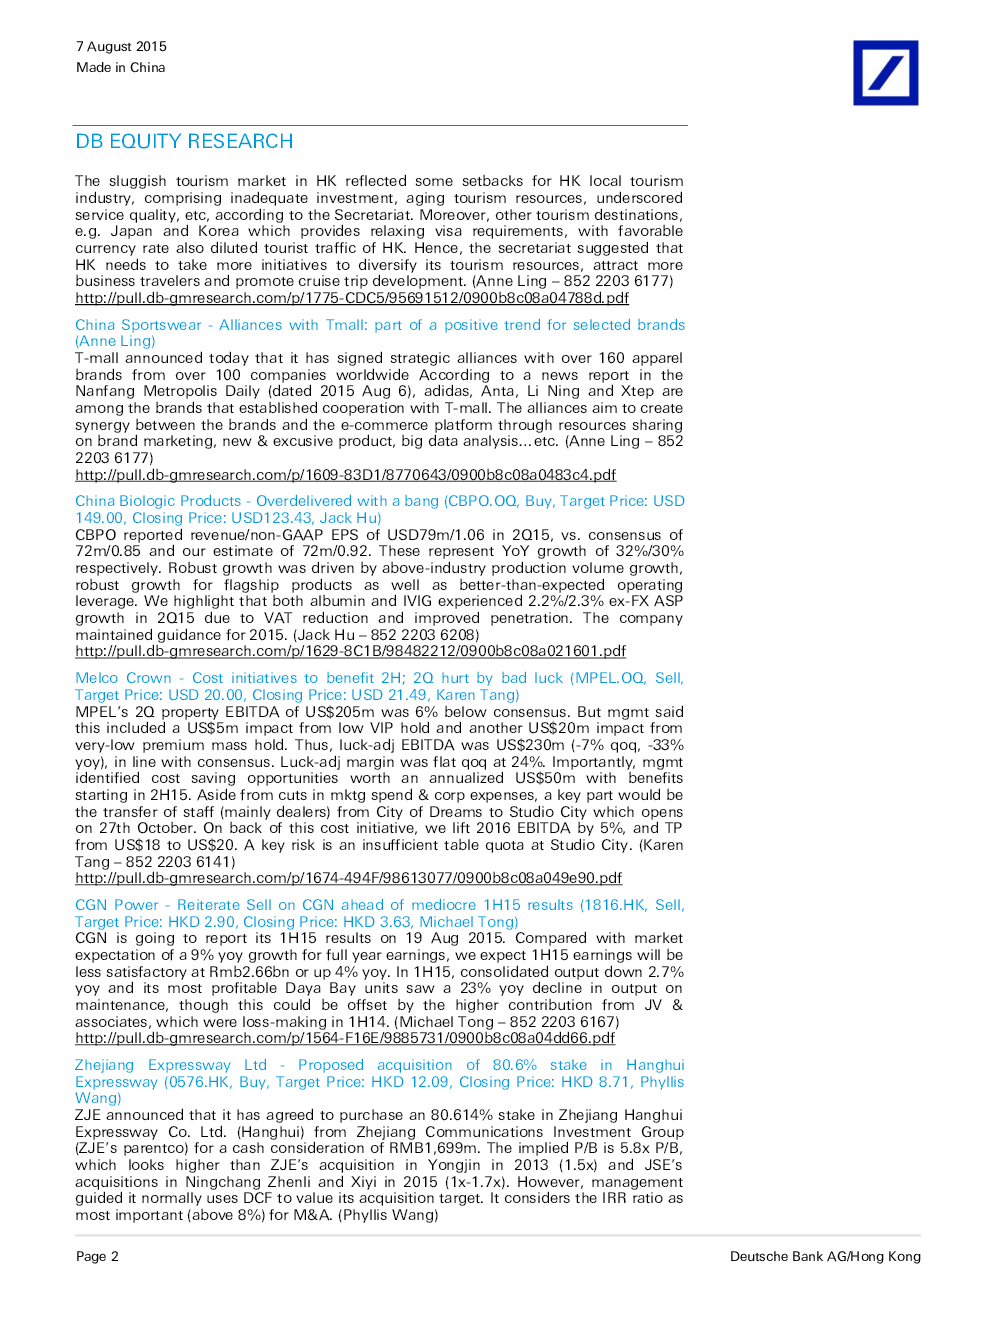 7 August 2015
Made in China
DB EQUITY RESEARCH
The sluggish tourism market in HK reflected some setbacks for HK local tourism
industry, comprising inadequate investment, aging tourism resources, underscored
service quality, etc, according to the Secretariat. Moreover, other tourism destinations,
e.g. Japan and Korea which provides relaxing visa requirements, with favorable
currency rate also diluted tourist traffic of HK. Hence, the secretariat suggested that
HK needs to take more initiatives to diversify its tourism resources, attract more
business travelers and promote cruise trip development. (Anne Ling – 852 2203 6177)
http://pull.db-gmresearch.com/p/1775-CDC5/95691512/0900b8c08a04788d.pdf
China Sportswear - Alliances with Tmall: part of a positive trend for selected brands
(Anne Ling)
T-mall announced today that it has signed strategic alliances with over 160 apparel
brands from over 100 companies worldwide According to a news report in the
Nanfang Metropolis Daily (dated 2015 Aug 6), adidas, Anta, Li Ning and Xtep are
among the brands that established cooperation with T-mall. The alliances aim to create
synergy between the brands and the e-commerce platform through resources sharing
on brand marketing, new & excusive product, big data analysis…etc. (Anne Ling – 852
2203 6177)
http://pull.db-gmresearch.com/p/1609-83D1/8770643/0900b8c08a0483c4.pdf
China Biologic Products - Overdelivered with a bang (CBPO.OQ, Buy, Target Price: USD
149.00, Closing Price: USD123.43, Jack Hu)
CBPO reported revenue/non-GAAP EPS of USD79m/1.06 in 2Q15, vs. consensus of
72m/0.85 and our estimate of 72m/0.92. These represent YoY growth of 32%/30%
respectively. Robust growth was driven by above-industry production volume growth,
robust growth for flagship products as well as better-than-expected operating
leverage. We highlight that both albumin and IVIG experienced 2.2%/2.3% ex-FX ASP
growth in 2Q15 due to VAT reduction and improved penetration. The company
maintained guidance for 2015. (Jack Hu – 852 2203 6208)
http://pull.db-gmresearch.com/p/1629-8C1B/98482212/0900b8c08a021601.pdf
Melco Crown - Cost initiatives to benefit 2H; 2Q hurt by bad luck (MPEL.OQ, Sell,
Target Price: USD 20.00, Closing Price: USD 21.49, Karen Tang)
MPEL's 2Q property EBITDA of US$205m was 6% below consensus. But mgmt said
this included a US$5m impact from low VIP hold and another US$20m impact from
very-low premium mass hold. Thus, luck-adj EBITDA was US$230m (-7% qoq, -33%
yoy), in line with consensus. Luck-adj margin was flat qoq at 24%. Importantly, mgmt
identified cost saving opportunities worth an annualized US$50m with benefits
starting in 2H15. Aside from cuts in mktg spend & corp expenses, a key part would be
the transfer of staff (mainly dealers) from City of Dreams to Studio City which opens
on 27th October. On back of this cost initiative, we lift 2016 EBITDA by 5%, and TP
from US$18 to US$20. A key risk is an insufficient table quota at Studio City. (Karen
Tang – 852 2203 6141)
http://pull.db-gmresearch.com/p/1674-494F/98613077/0900b8c08a049e90.pdf
CGN Power - Reiterate Sell on CGN ahead of mediocre 1H15 results (1816.HK, Sell,
Target Price: HKD 2.90, Closing Price: HKD 3.63, Michael Tong)
CGN is going to report its 1H15 results on 19 Aug 2015. Compared with market
expectation of a 9% yoy growth for full year earnings, we expect 1H15 earnings will be
less satisfactory at Rmb2.66bn or up 4% yoy. In 1H15, consolidated output down 2.7%
yoy and its most profitable Daya Bay units saw a 23% yoy decline in output on
maintenance, though this could be offset by the higher contribution from JV &
associates, which were loss-making in 1H14. (Michael Tong – 852 2203 6167)
http://pull.db-gmresearch.com/p/1564-F16E/9885731/0900b8c08a04dd66.pdf
Zhejiang Expressway Ltd - Proposed acquisition of 80.6% stake in Hanghui
Expressway (0576.HK, Buy, Target Price: HKD 12.09, Closing Price: HKD 8.71, Phyllis
Wang)
ZJE announced that it has agreed to purchase an 80.614% stake in Zhejiang Hanghui
Expressway Co. Ltd. (Hanghui) from Zhejiang Communications Investment Group
(ZJE's parentco) for a cash consideration of RMB1,699m. The implied P/B is 5.8x P/B,
which looks higher than ZJE's acquisition in Yongjin in 2013 (1.5x) and JSE's
acquisitions in Ningchang Zhenli and Xiyi in 2015 (1x-1.7x). However, management
guided it normally uses DCF to value its acquisition target. It considers the IRR ratio as
most important (above 8%) for M&A. (Phyllis Wang)
Page 2
Deutsche Bank AG/Hong Kong